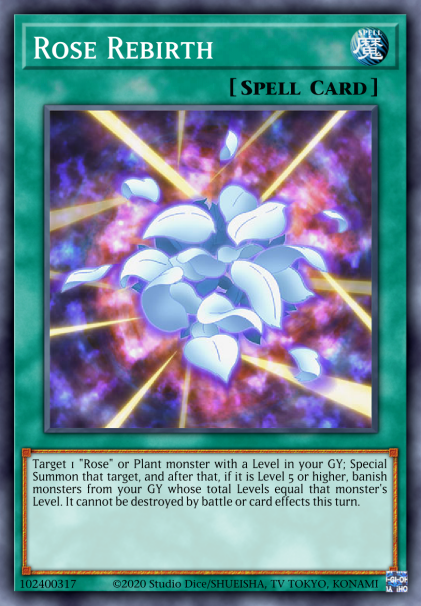 Rose Rebirth
SPELL
魔
[Spell Card]
Target 1 "Rose" or Plant monster with a Level in your GY; Special
Summon that target, and after that, if it is Level 5 or higher, banish
monsters from your GY whose total Levels equal that monster's
Level. It cannot be destroyed by battle or card effects this turn.
102400317
©2020 Studio Dice/SHUEISHA, TV TOKYO, KONAMI